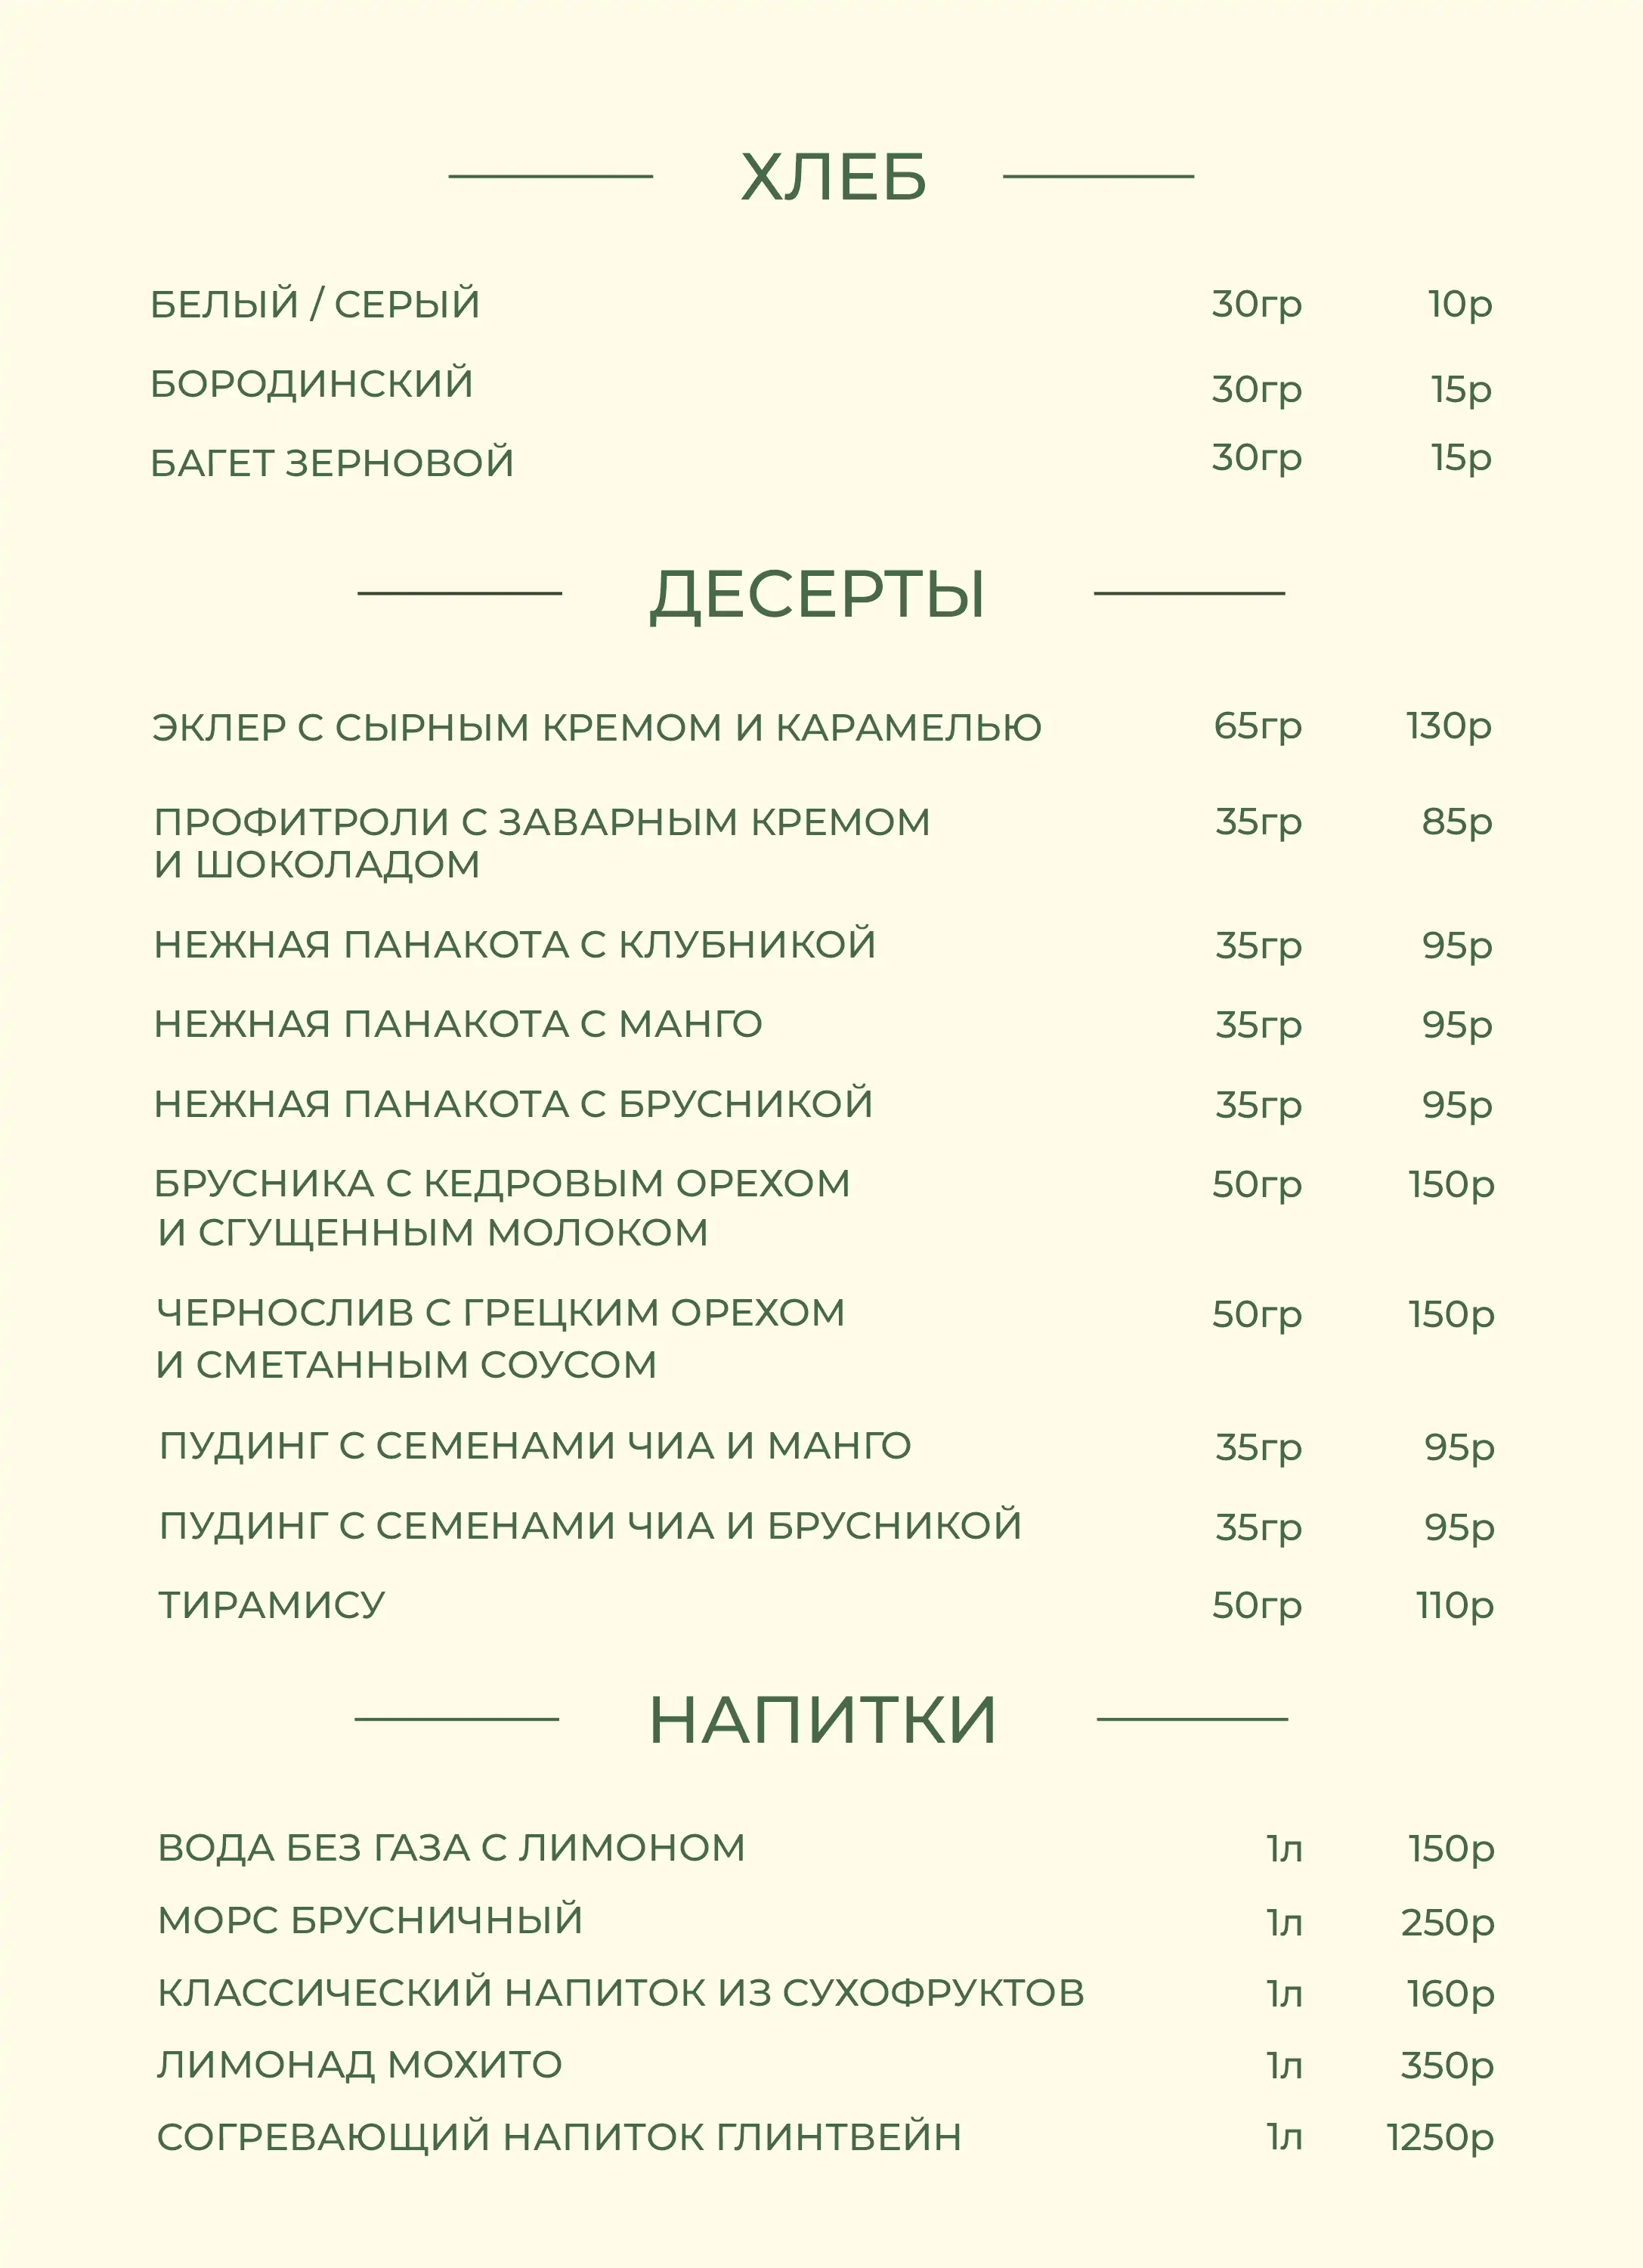 ХЛЕБ
БЕЛЫЙ / СЕРЫЙ 30гр 10р
БОРОДИНСКИЙ 30гр 15р
БАГЕТ ЗЕРНОВОЙ 30гр 15р
ДЕСЕРТЫ
ЭКЛЕР С СЫРНЫМ КРЕМОМ И КАРАМЕЛЬЮ 65гр 130р
ПРОФИТРОЛИ С ЗАВАРНЫМ КРЕМОМ 35гр 85р
И ШОКОЛАДОМ
НЕЖНАЯ ПАНАКОТА С КЛУБНИКОЙ 35гр 95р
НЕЖНАЯ ПАНАКОТА С МАНГО 35гр 95р
НЕЖНАЯ ПАНАКОТА С БРУСНИКОЙ 35гр 95р
БРУСНИКА С КЕДРОВЫМ ОРЕХОМ 50гр 150р
И СГУЩЕННЫМ МОЛОКОМ
ЧЕРНОСЛИВ С ГРЕЦКИМ ОРЕХОМ 50гр 150р
И СМЕТАННЫМ СОУСОМ
ПУДИНГ С СЕМЕНАМИ ЧИА И МАНГО 35гр 95р
ПУДИНГ С СЕМЕНАМИ ЧИА И БРУСНИКОЙ 35гр 95р
ТИРАМИСУ 50гр 110р
НАПИТКИ
ВОДА БЕЗ ГАЗА С ЛИМОНОМ 1л 150р
МОРС БРУСНИЧНЫЙ 1л 250р
КЛАССИЧЕСКИЙ НАПИТОК ИЗ СУХОФРУКТОВ 1л 160р
ЛИМОНАД МОХИТО 1л 350р
СОГРЕВАЮЩИЙ НАПИТОК ГЛИНТВЕЙН 1л 1250р